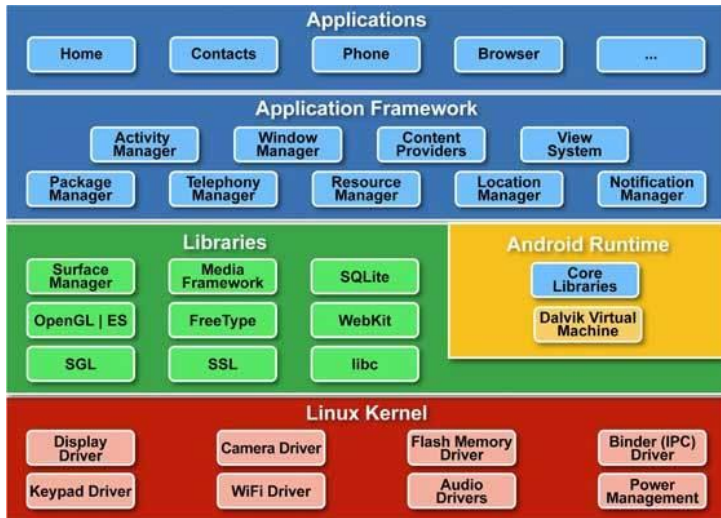 Applications
Home Contacts Phone Browser ...
Application Framework
Activity Manager Window Manager Content Providers View System
Package Manager Telephony Manager Resource Manager Location Manager Notification Manager
Libraries
Surface Manager Media Framework SQLite
OpenGL | ES FreeType WebKit
SGL SSL libc
Android Runtime
Core Libraries
Dalvik Virtual Machine
Linux Kernel
Display Driver Camera Driver Flash Memory Driver Binder (IPC) Driver
Keypad Driver WiFi Driver Audio Drivers Power Management